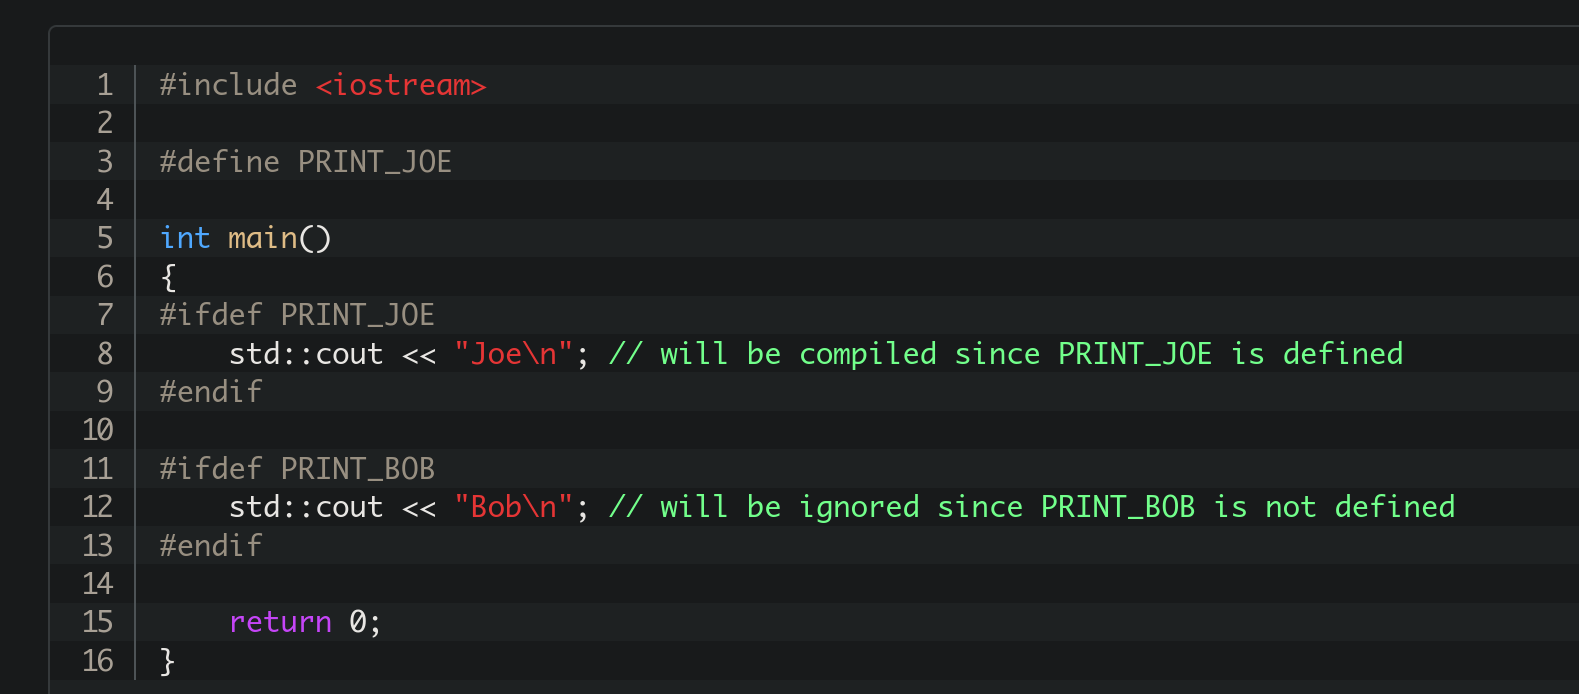 1 #include <iostream>
2
3 #define PRINT_JOE
4
5 int main()
6 {
7 #ifdef PRINT_JOE
8     std::cout << "Joe\n"; // will be compiled since PRINT_JOE is defined
9 #endif
10
11 #ifdef PRINT_BOB
12     std::cout << "Bob\n"; // will be ignored since PRINT_BOB is not defined
13 #endif
14
15     return 0;
16 }